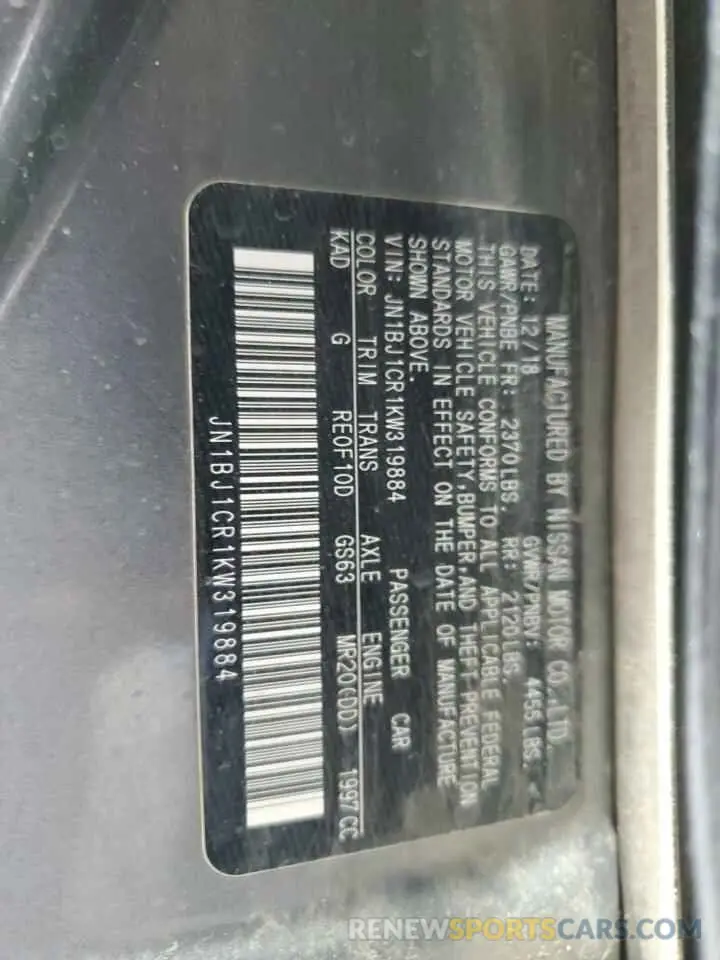 MANUFACTURED BY NISSAN MOTOR CO.,LTD.
DATE: 12/18 GVWR/PNBV: 4455 LBS.
GAWR/PNBE FR: 2370LBS. RR: 2120LBS.
THIS VEHICLE CONFORMS TO ALL APPLICABLE FEDERAL
MOTOR VEHICLE SAFETY,BUMPER,AND THEFT PREVENTION
STANDARDS IN EFFECT ON THE DATE OF MANUFACTURE
SHOWN ABOVE.
VIN: JN1BJ1CR1KW319884 PASSENGER CAR
COLOR TRIM TRANS AXLE ENGINE
KAD G RE0F10D GS63 MR20(DD) 1997CC
JN1BJ1CR1KW319884
RENEWSPORTSCARS.COM